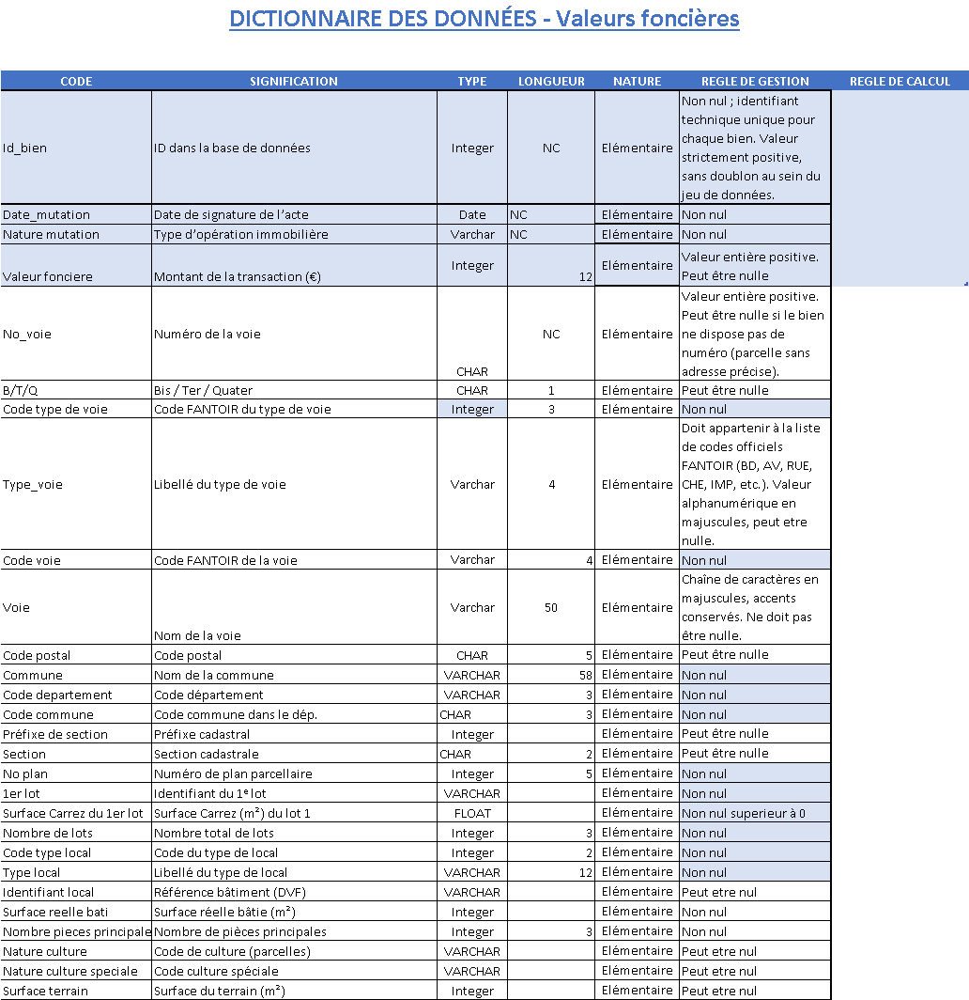 DICTIONNAIRE DES DONNÉES - Valeurs foncières
CODE SIGNIFICATION TYPE LONGUEUR NATURE REGLE DE GESTION REGLE DE CALCUL
Id_bien ID dans la base de données Integer NC Elémentaire Non nul ; identifiant
technique unique pour
chaque bien. Valeur
strictement positive,
sans doublon au sein du
jeu de données.
Date_mutation Date de signature de l’acte Date NC Elémentaire Non nul
Nature mutation Type d’opération immobilière Varchar NC Elémentaire Non nul
Valeur fonciere Montant de la transaction (€) Integer 12 Elémentaire Valeur entière positive.
Peut être nulle
No_voie Numéro de la voie CHAR NC Elémentaire Valeur entière positive.
Peut être nulle si le bien
ne dispose pas de
numéro (parcelle sans
adresse précise).
B/T/Q Bis / Ter / Quater CHAR 1 Elémentaire Peut être nulle
Code type de voie Code FANTOIR du type de voie Integer 3 Elémentaire Non nul
Type_voie Libellé du type de voie Varchar 4 Elémentaire Doit appartenir à la liste
de codes officiels
FANTOIR (BD, AV, RUE,
CHE, IMP, etc.). Valeur
alphanumérique en
majuscules, peut etre
nulle.
Code voie Code FANTOIR de la voie Varchar 4 Elémentaire Non nul
Voie Nom de la voie Varchar 50 Elémentaire Chaîne de caractères en
majuscules, accents
conservés. Ne doit pas
être nulle.
Code postal Code postal CHAR 5 Elémentaire Peut être nulle
Commune Nom de la commune VARCHAR 58 Elémentaire Non nul
Code departement Code département VARCHAR 3 Elémentaire Non nul
Code commune Code commune dans le dép. CHAR 3 Elémentaire Non nul
Préfixe de section Préfixe cadastral Integer Elémentaire Peut être nulle
Section Section cadastrale CHAR 2 Elémentaire Peut être nulle
No plan Numéro de plan parcellaire Integer 5 Elémentaire Non nul
1er lot Identifiant du 1ᵉ lot VARCHAR Elémentaire Non nul
Surface Carrez du 1er lot Surface Carrez (m²) du lot 1 FLOAT Elémentaire Non nul superieur à 0
Nombre de lots Nombre total de lots Integer 3 Elémentaire Non nul
Code type local Code du type de local Integer 2 Elémentaire Non nul
Type local Libellé du type de local VARCHAR 12 Elémentaire Non nul
Identifiant local Référence bâtiment (DVF) VARCHAR Elémentaire Peut etre nul
Surface reelle bati Surface réelle bâtie (m²) Integer Elémentaire Non nul
Nombre pieces principale Nombre de pièces principales Integer 3 Elémentaire Non nul
Nature culture Code de culture (parcelles) VARCHAR Elémentaire Peut etre nul
Nature culture speciale Code culture spéciale VARCHAR Elémentaire Peut etre nul
Surface terrain Surface du terrain (m²) Integer Elémentaire Peut etre nul